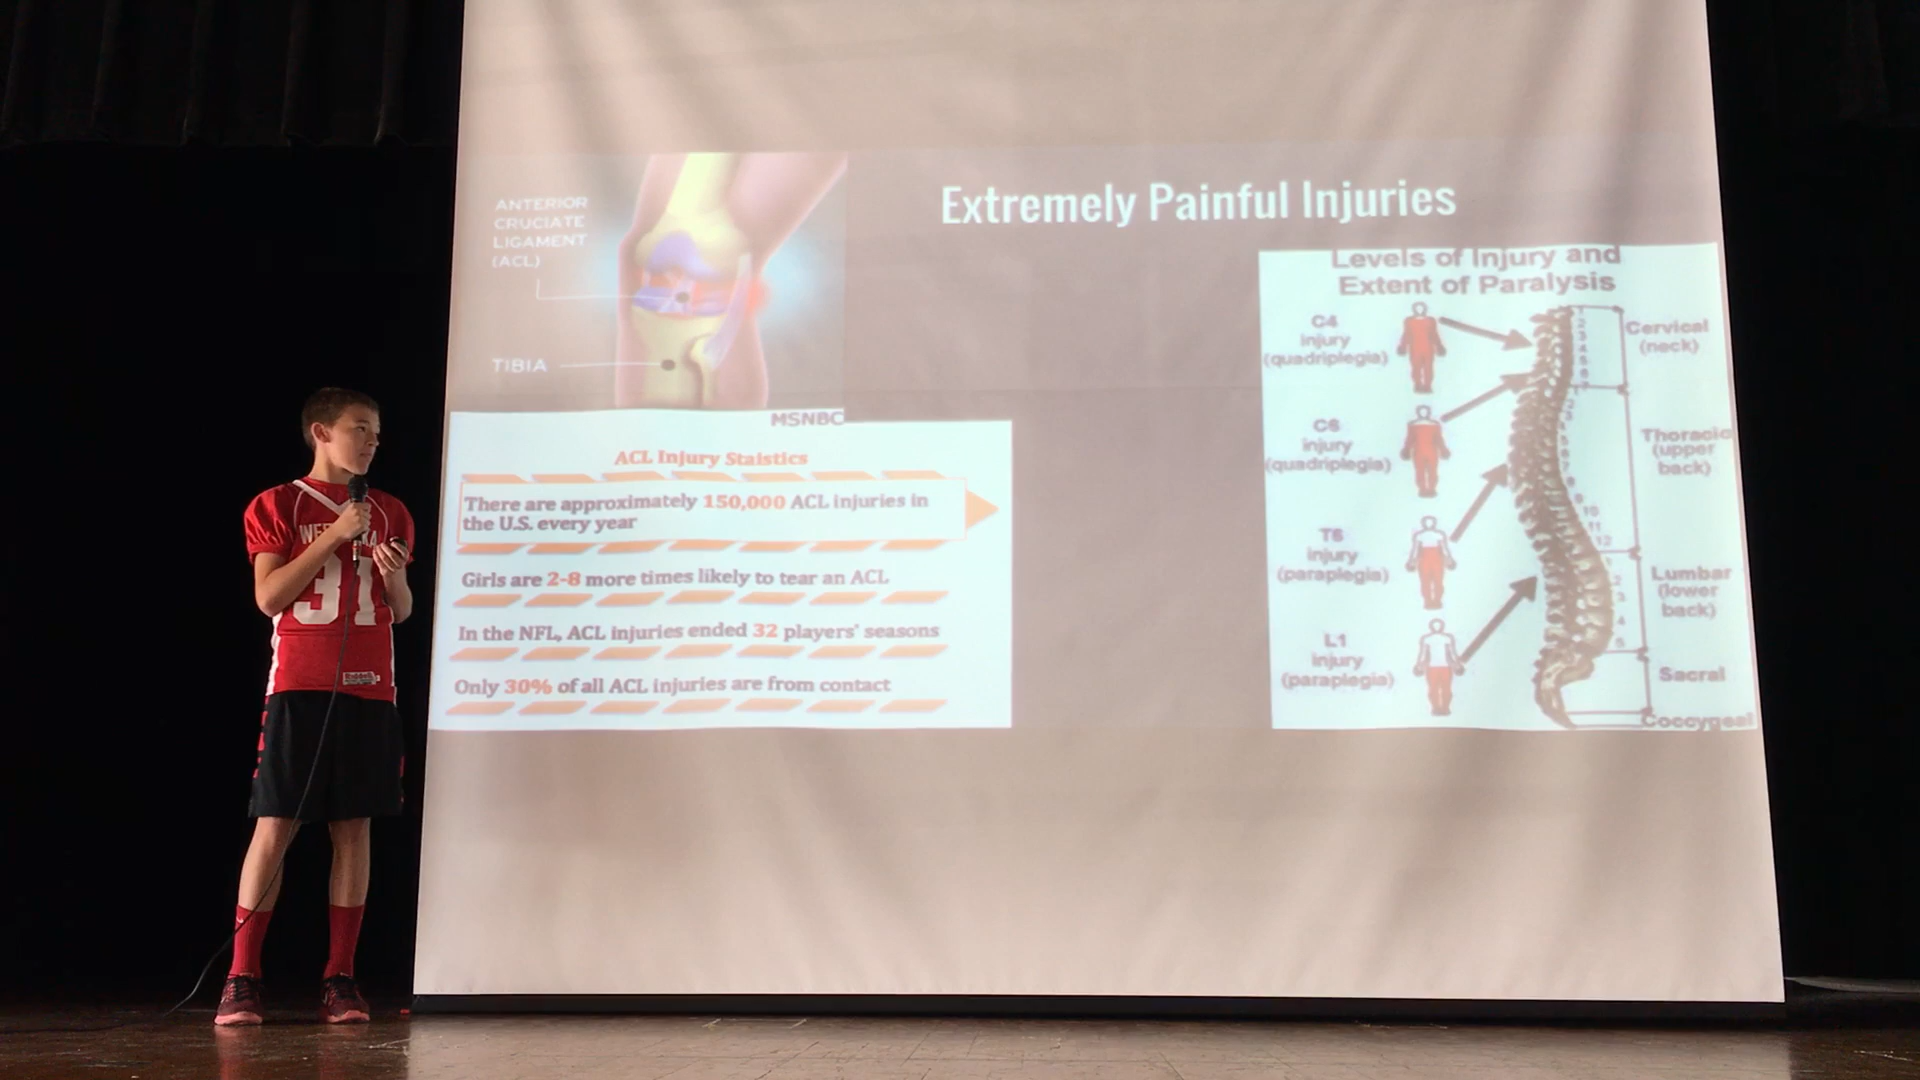 Extremely Painful Injuries
ANTERIOR
CRUCIATE
LIGAMENT
(ACL)
TIBIA
MSNBC
ACL Injury Staistics
There are approximately 150,000 ACL injuries in
the U.S. every year
Girls are 2-8 more times likely to tear an ACL
In the NFL, ACL injuries ended 32 players' seasons
Only 30% of all ACL injuries are from contact
Levels of Injury and
Extent of Paralysis
C4
injury
(quadriplegia)
C6
injury
(quadriplegia)
T6
injury
(paraplegia)
L1
injury
(paraplegia)
Cervical
(neck)
Thoracic
(upper
back)
Lumbar
(lower
back)
Sacral
Coccygeal
31